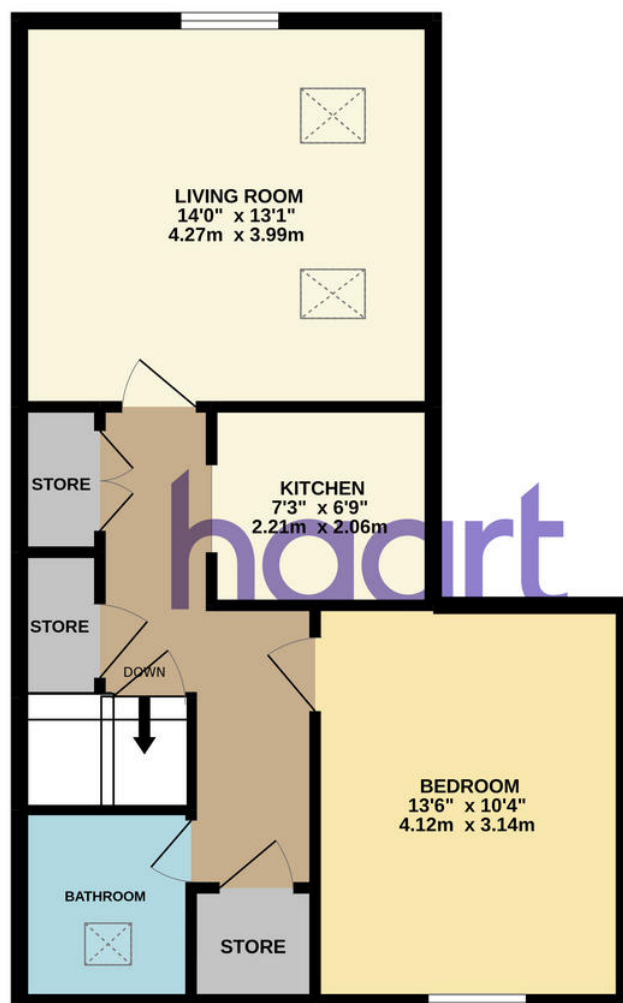 LIVING ROOM
14'0" x 13'1"
4.27m x 3.99m
STORE
KITCHEN
7'3" x 6'9"
2.21m x 2.06m
haart
STORE
DOWN
BEDROOM
13'6" x 10'4"
4.12m x 3.14m
BATHROOM
STORE